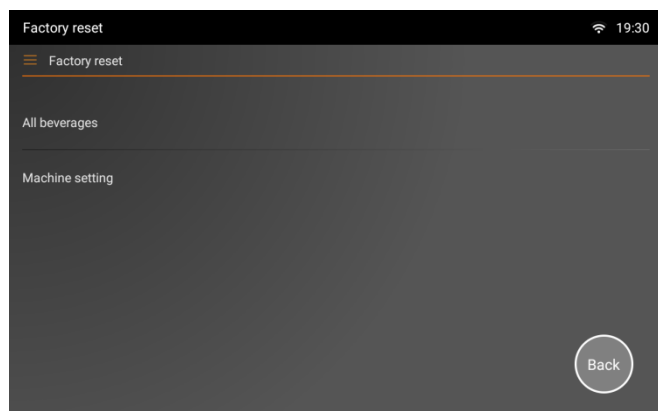 Factory reset 19:30
Factory reset
All beverages
Machine setting
Back